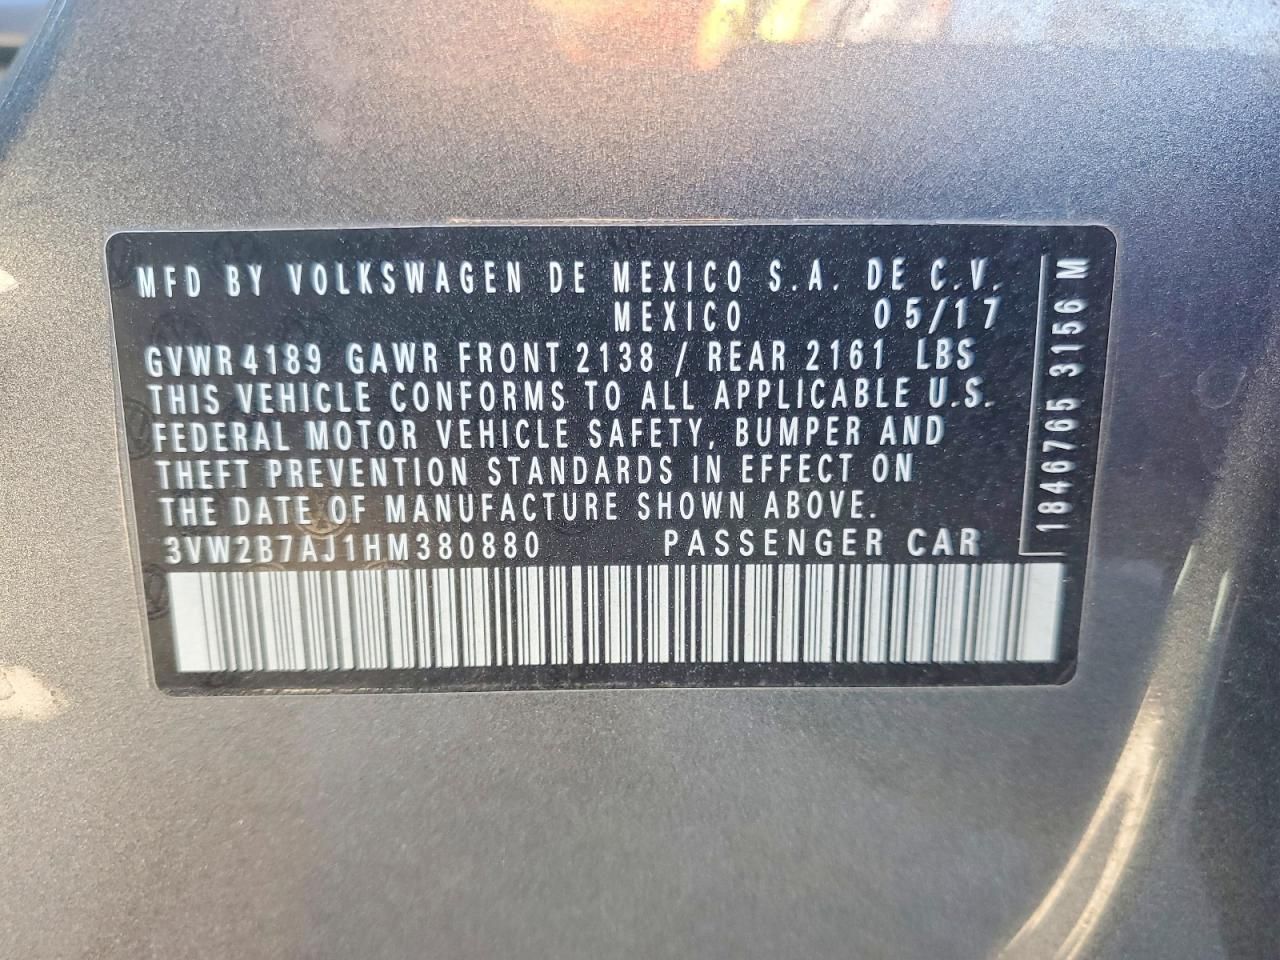 MFD BY VOLKSWAGEN DE MEXICO S.A. DE C.V.
MEXICO 05/17
GVWR 4189 GAWR FRONT 2138 / REAR 2161 LBS
THIS VEHICLE CONFORMS TO ALL APPLICABLE U.S.
FEDERAL MOTOR VEHICLE SAFETY, BUMPER AND
THEFT PREVENTION STANDARDS IN EFFECT ON
THE DATE OF MANUFACTURE SHOWN ABOVE.
3VW2B7AJ1HM380880 PASSENGER CAR
1846765 3156 M